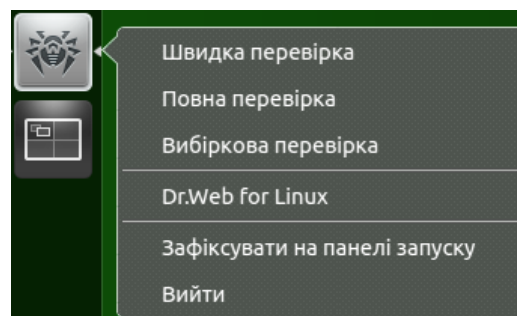 Швидка перевірка
Повна перевірка
Вибіркова перевірка
Dr.Web for Linux
Зафіксувати на панелі запуску
Вийти